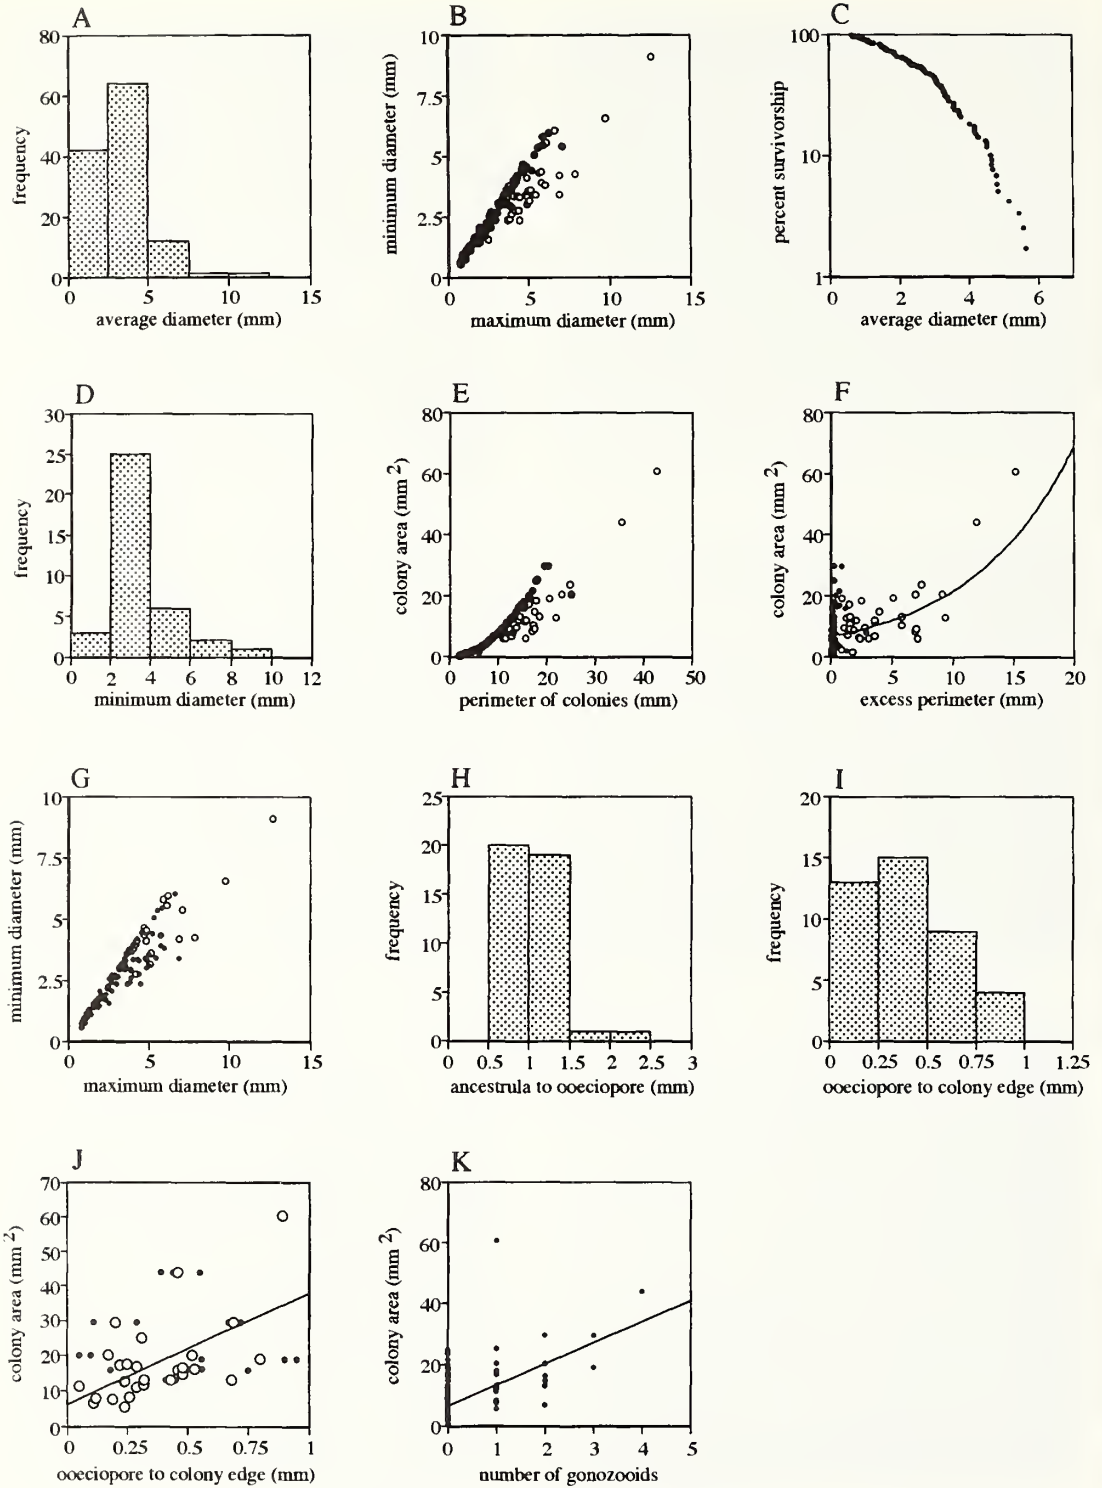 A
80
60
40
20
0
frequency
0 5 10 15
average diameter (mm)
B
10
7.5
5
2.5
0
minimum diameter (mm)
0 5 10 15
maximum diameter (mm)
C
100
10
1
percent survivorship
0 2 4 6
average diameter (mm)
D
30
25
20
15
10
5
0
frequency
0 2 4 6 8 10 12
minimum diameter (mm)
E
80
60
40
20
0
colony area (mm 2)
0 10 20 30 40 50
perimeter of colonies (mm)
F
80
60
40
20
0
colony area (mm 2)
0 5 10 15 20
excess perimeter (mm)
G
10
7.5
5
2.5
0
minimum diameter (mm)
0 5 10 15
maximum diameter (mm)
H
25
20
15
10
5
0
frequency
0 0.5 1 1.5 2 2.5 3
ancestrula to ooeciopore (mm)
I
20
15
10
5
0
frequency
0 0.25 0.5 0.75 1 1.25
ooeciopore to colony edge (mm)
J
70
60
50
40
30
20
10
0
colony area (mm 2)
0 0.25 0.5 0.75 1
ooeciopore to colony edge (mm)
K
80
60
40
20
0
colony area (mm 2)
0 1 2 3 4 5
number of gonozooids